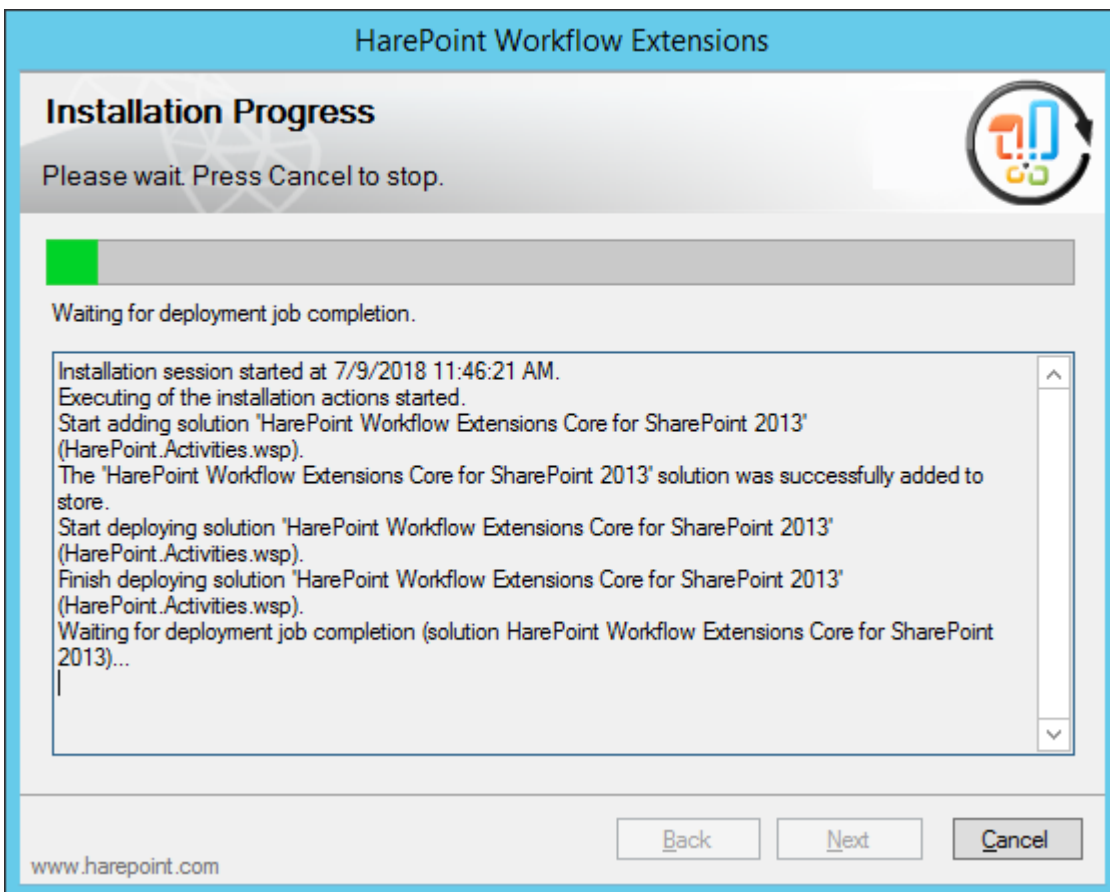 HarePoint Workflow Extensions
Installation Progress
Please wait. Press Cancel to stop.
Waiting for deployment job completion.
Installation session started at 7/9/2018 11:46:21 AM.
Executing of the installation actions started.
Start adding solution "HarePoint Workflow Extensions Core for SharePoint 2013"
(HarePoint.Activities.wsp).
The "HarePoint Workflow Extensions Core for SharePoint 2013" solution was successfully added to
store.
Start deploying solution "HarePoint Workflow Extensions Core for SharePoint 2013"
(HarePoint.Activities.wsp).
Finish deploying solution "HarePoint Workflow Extensions Core for SharePoint 2013"
(HarePoint.Activities.wsp).
Waiting for deployment job completion (solution HarePoint Workflow Extensions Core for SharePoint
2013)...
Back Next Cancel
www.harepoint.com